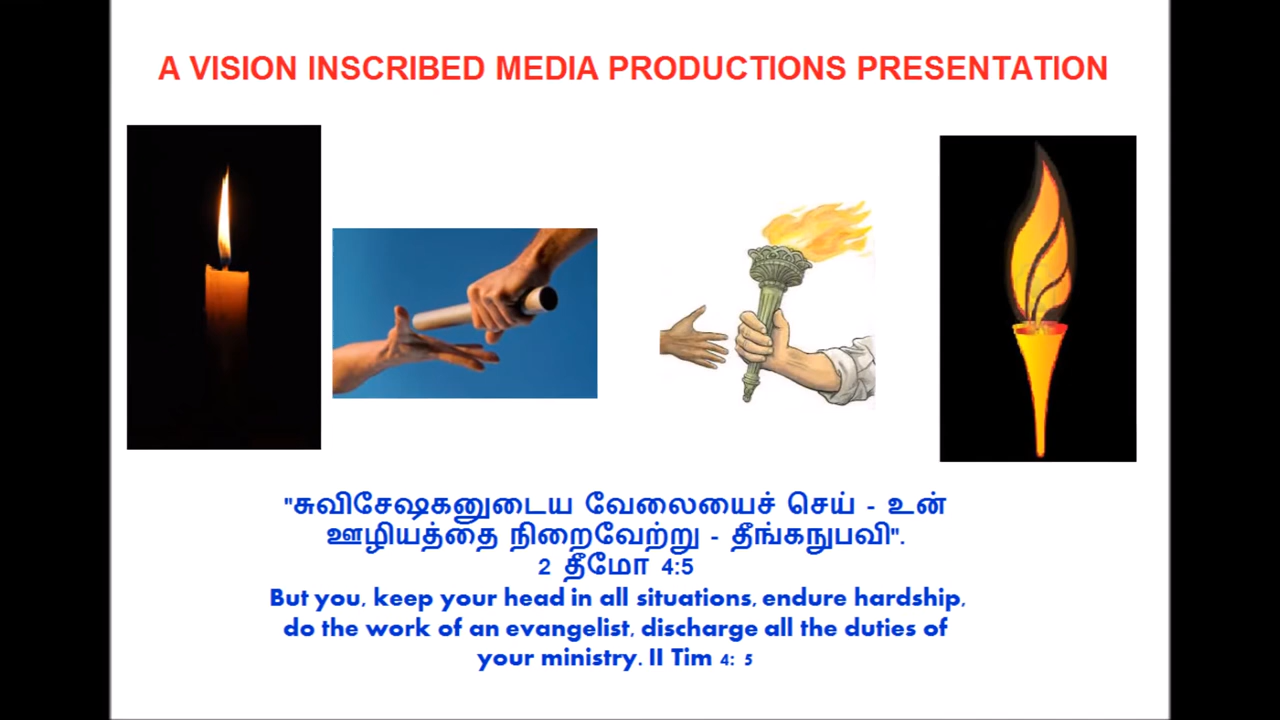 A VISION INSCRIBED MEDIA PRODUCTIONS PRESENTATION
"சுவிசேஷகனுடைய வேலையைச் செய் - உன்
ஊழியத்தை நிறைவேற்று - தீங்கநுபவி".
2 தீமோ 4:5
But you, keep your head in all situations, endure hardship,
do the work of an evangelist, discharge all the duties of
your ministry. II Tim 4: 5